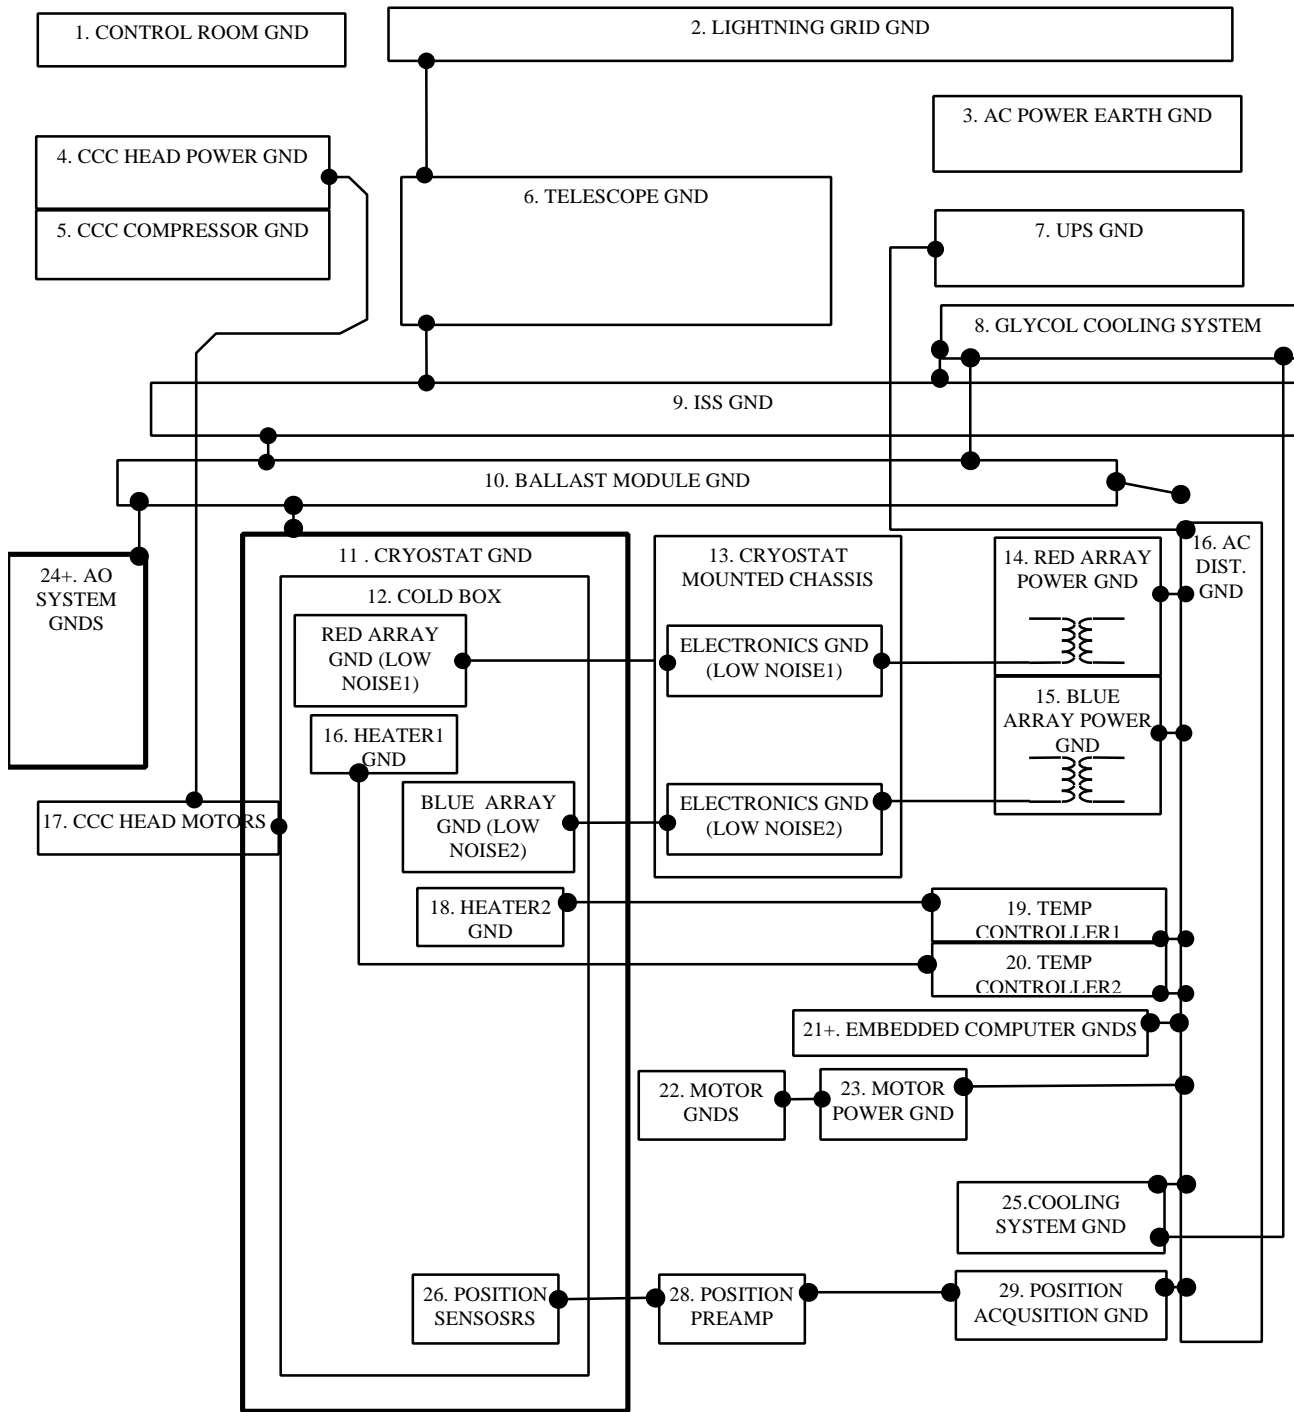 1. CONTROL ROOM GND
2. LIGHTNING GRID GND
3. AC POWER EARTH GND
4. CCC HEAD POWER GND
5. CCC COMPRESSOR GND
6. TELESCOPE GND
7. UPS GND
8. GLYCOL COOLING SYSTEM
9. ISS GND
10. BALLAST MODULE GND
11 . CRYOSTAT GND
12. COLD BOX
RED ARRAY
GND (LOW
NOISE1)
13. CRYOSTAT
MOUNTED CHASSIS
ELECTRONICS GND
(LOW NOISE1)
14. RED ARRAY
POWER GND
16. AC
DIST.
GND
24+. AO
SYSTEM
GNDS
15. BLUE
ARRAY POWER
GND
16. HEATER1
GND
BLUE ARRAY
GND (LOW
NOISE2)
ELECTRONICS GND
(LOW NOISE2)
17. CCC HEAD MOTORS
18. HEATER2
GND
19. TEMP
CONTROLLER1
20. TEMP
CONTROLLER2
21+. EMBEDDED COMPUTER GNDS
22. MOTOR
GNDS
23. MOTOR
POWER GND
25.COOLING
SYSTEM GND
26. POSITION
SENSOSRS
28. POSITION
PREAMP
29. POSITION
ACQUSITION GND